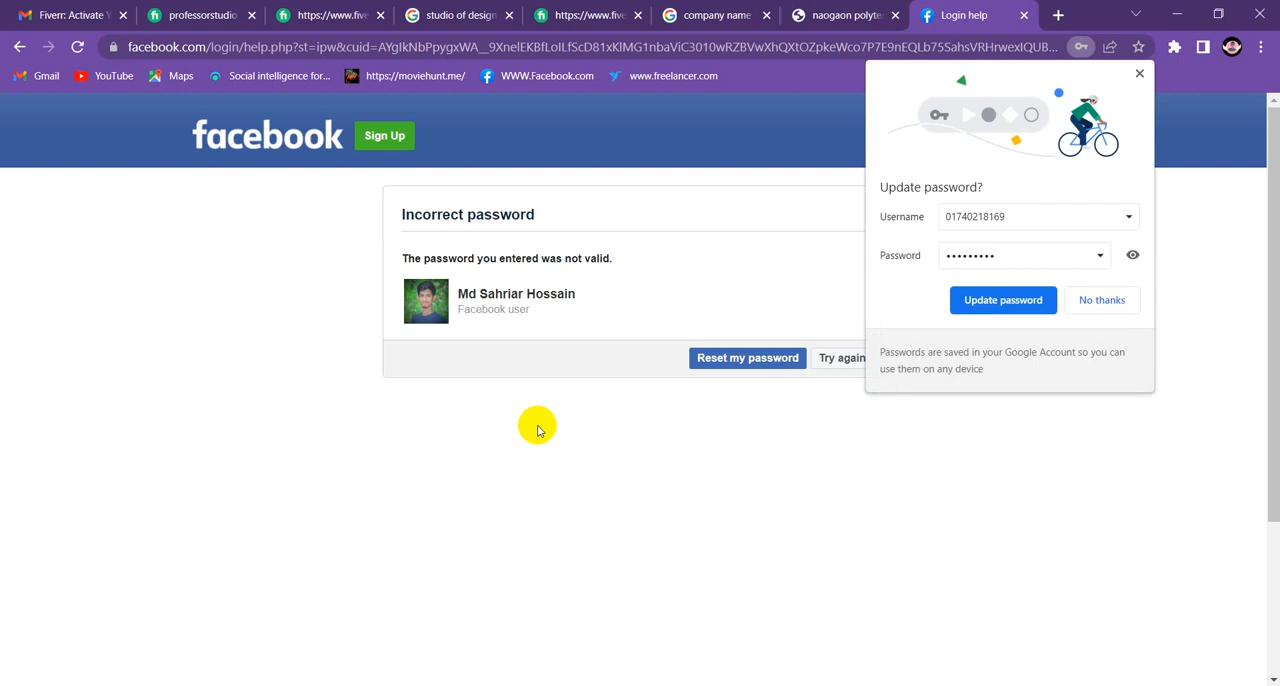 Fiverr: Activate Y
professorstudio
https://www.five
studio of design
https://www.five
company name
naogaon polyte
Login help
facebook.com/login/help.php?st=ipw&cuid=
Gmail
YouTube
Maps
Social intelligence for...
https://moviehunt.me/
WWW.Facebook.com
www.freelancer.com
facebook
Sign Up
Incorrect password
The password you entered was not valid.
Md Sahriar Hossain
Facebook user
Reset my password
Try again
Update password?
Username
01740218169
Password
•••••••••
Update password
No thanks
Passwords are saved in your Google Account so you can
use them on any device